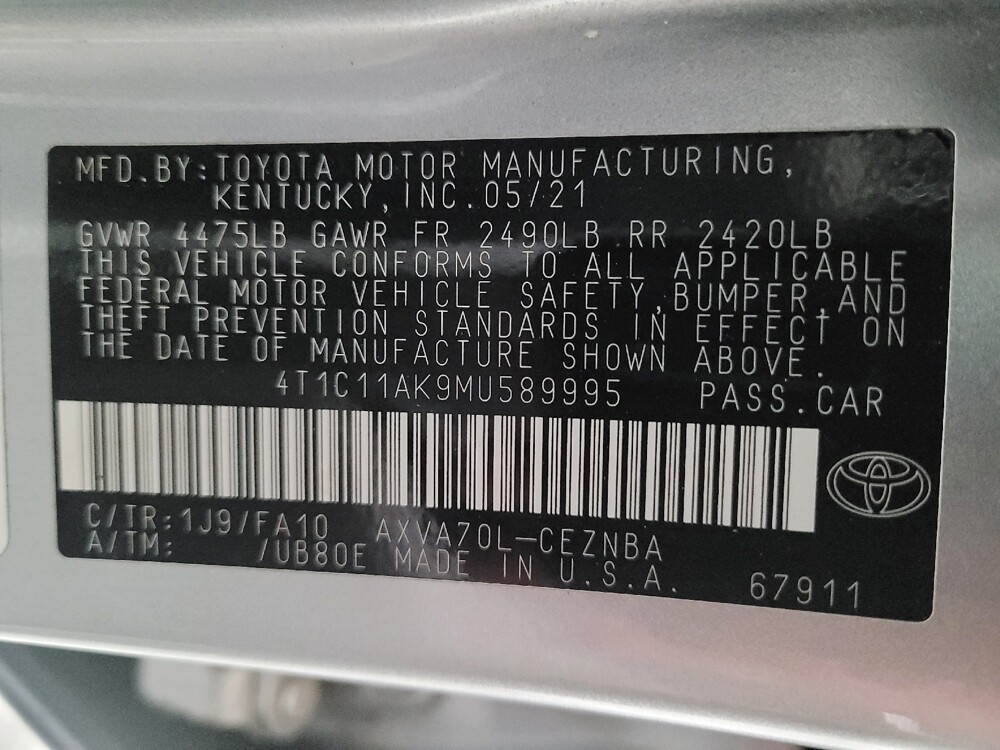 MFD.BY:TOYOTA MOTOR MANUFACTURING,
KENTUCKY,INC.05/21
GVWR 4475LB GAWR FR 2490LB RR 2420LB
THIS VEHICLE CONFORMS TO ALL APPLICABLE
FEDERAL MOTOR VEHICLE SAFETY,BUMPER,AND
THEFT PREVENTION STANDARDS IN EFFECT ON
THE DATE OF MANUFACTURE SHOWN ABOVE.
4T1C11AK9MU589995 PASS.CAR
C/TR:1J9/FA10 AXVA70L-CEZNBA
A/TM: /UB80E MADE IN U.S.A. 67911